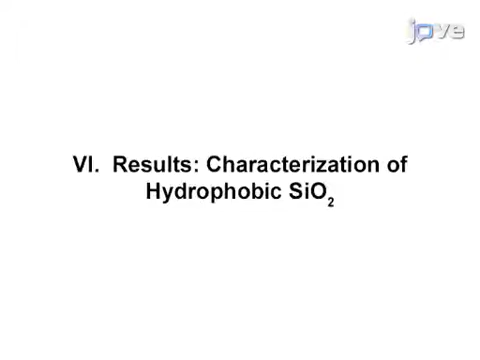 jove
VI. Results: Characterization of
Hydrophobic SiO₂